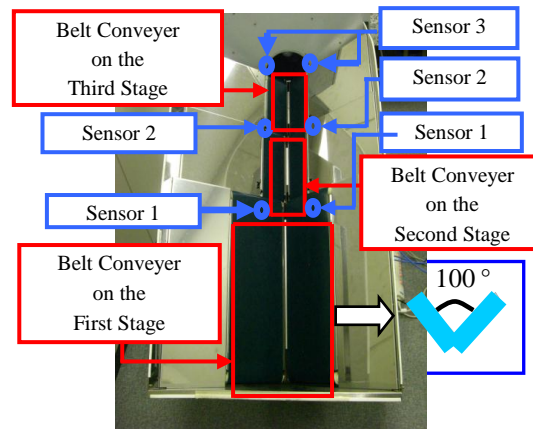 Belt Conveyer
on the
Third Stage
Sensor 3
Sensor 2
Sensor 2
Sensor 1
Belt Conveyer
on the
Second Stage
Sensor 1
Belt Conveyer
on the
First Stage
100 °